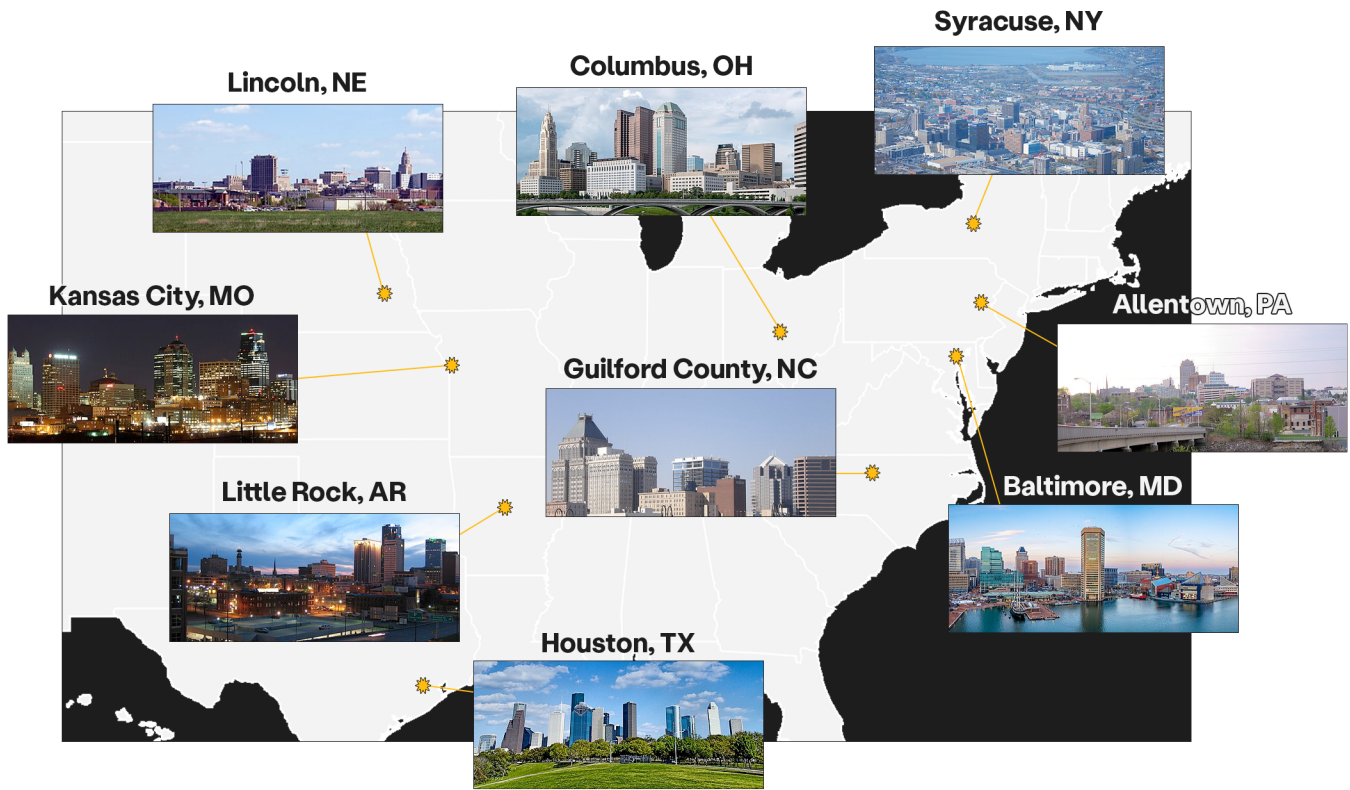 Syracuse, NY
Columbus, OH
Lincoln, NE
Kansas City, MO
Allentown, PA
Guilford County, NC
Little Rock, AR
Baltimore, MD
Houston, TX